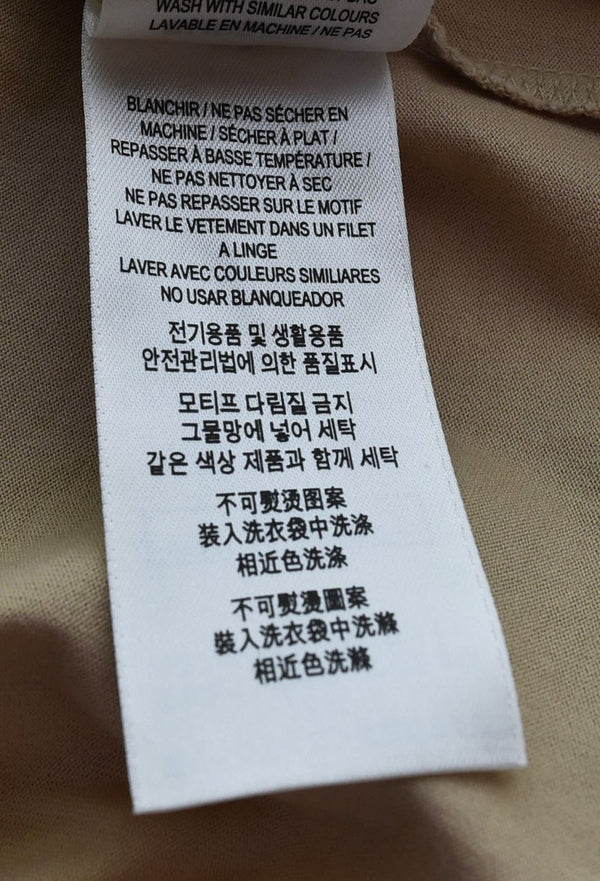 WASH WITH SIMILAR COLOURS
LAVABLE EN MACHINE / NE PAS
BLANCHIR / NE PAS SÉCHER EN
MACHINE / SÉCHER À PLAT /
REPASSER À BASSE TEMPÉRATURE /
NE PAS NETTOYER À SEC
NE PAS REPASSER SUR LE MOTIF
LAVER LE VETEMENT DANS UN FILET
A LINGE
LAVER AVEC COULEURS SIMILIARES
NO USAR BLANQUEADOR
전기용품 및 생활용품
안전관리법에 의한 품질표시
모티프 다림질 금지
그물망에 넣어 세탁
같은 색상 제품과 함께 세탁
不可熨烫图案
装入洗衣袋中洗涤
相近色洗涤
不可熨燙圖案
裝入洗衣袋中洗滌
相近色洗滌